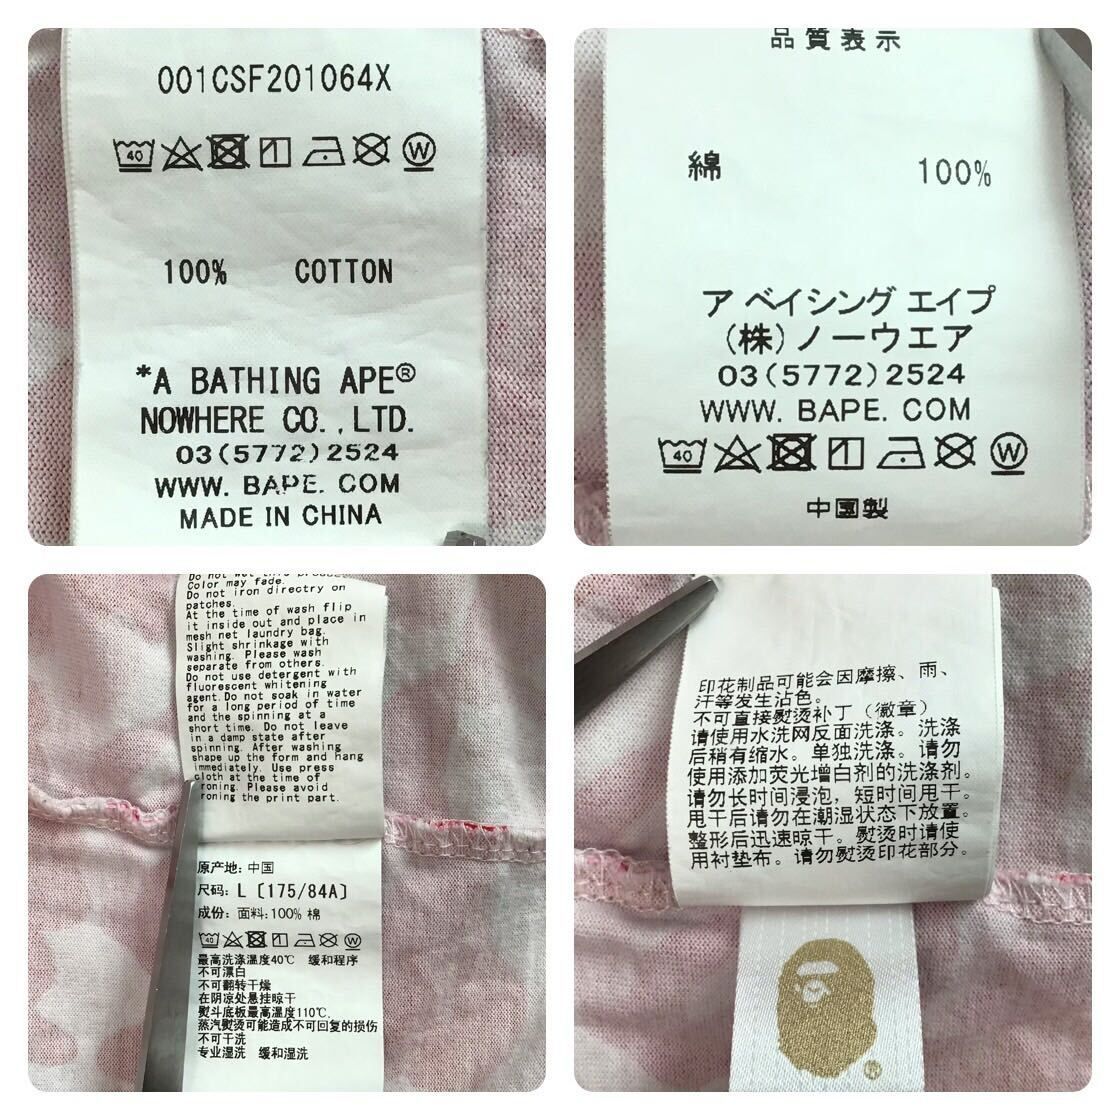 001CSF201064X
40
W
100% COTTON
*A BATHING APE®
NOWHERE CO.,LTD.
03(5772)2524
WWW.BAPE.COM
MADE IN CHINA
品質表示
綿 100%
ア ベイシング エイプ
(株)ノーウエア
03(5772)2524
WWW.BAPE.COM
40
W
中国製
Do not wet this
Color may fade.
Do not iron directly on
patches.
At the time of wash flip
it inside out and place in
mesh net laundry bag.
Slight shrinkage with
washing. Please wash
separate from others.
Do not use detergent with
fluorescent whitening
agent.Do not soak in water
for a long period of time
and the spinning at a
short time. Do not leave
in a damp state after
spinning. After washing
shape up the form and hang
immediately. Use press
cloth at the time of
roning. Please avoid
roning the print part.
原产地: 中国
尺码: L [175/84A]
成份: 面料:100% 棉
40
W
最高洗涤温度40℃ 缓和程序
不可漂白
不可翻转干燥
在阴凉处悬挂晾干
熨斗底板最高温度110℃.
蒸汽熨烫可能造成不可回复的损伤
不可干洗
专业湿洗 缓和湿洗
印花制品可能会因摩擦、雨、
汗等发生沾色。
不可直接熨烫补丁（徽章）
请使用水洗网反面洗涤。洗涤
后稍有缩水。单独洗涤。请勿
使用添加荧光增白剂的洗涤剂。
请勿长时间浸泡，短时间甩干。
甩干后请勿在潮湿状态下放置。
整形后迅速晾干。熨烫时请使
用衬垫布。请勿熨烫印花部分。
®